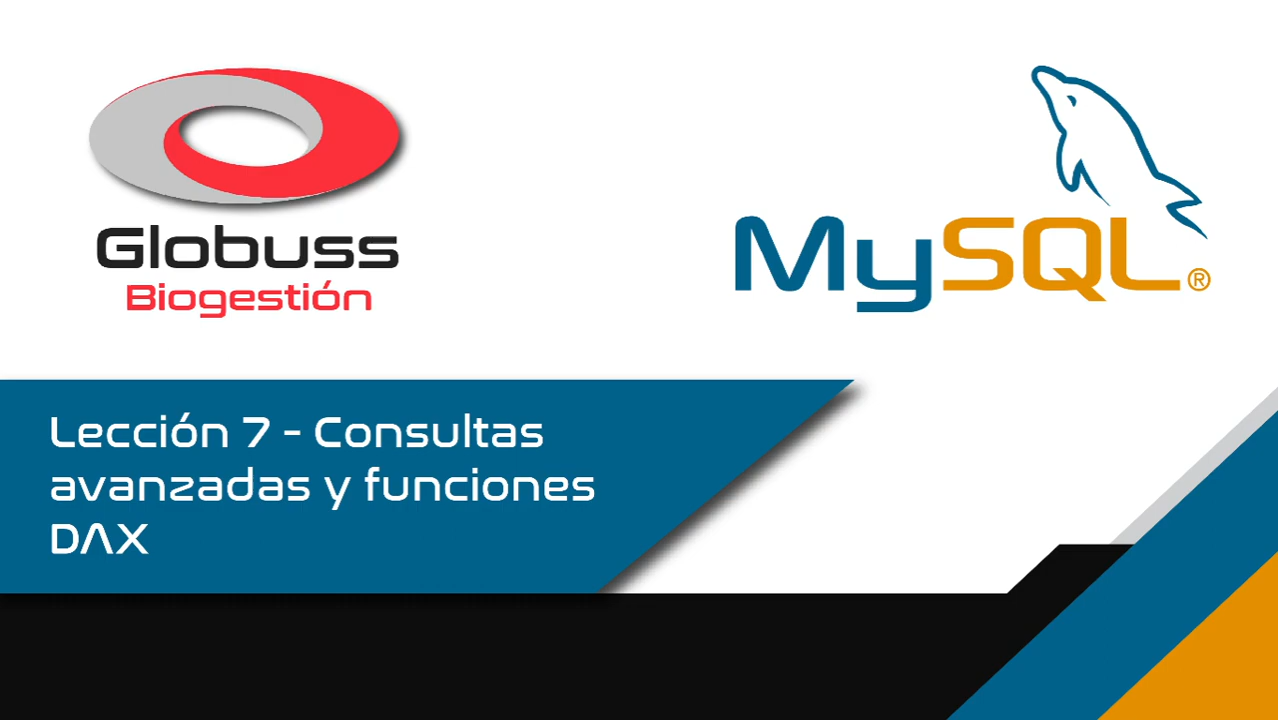 Globuss
Biogestión
MySQL®
Lección 7 - Consultas
avanzadas y funciones
DAX